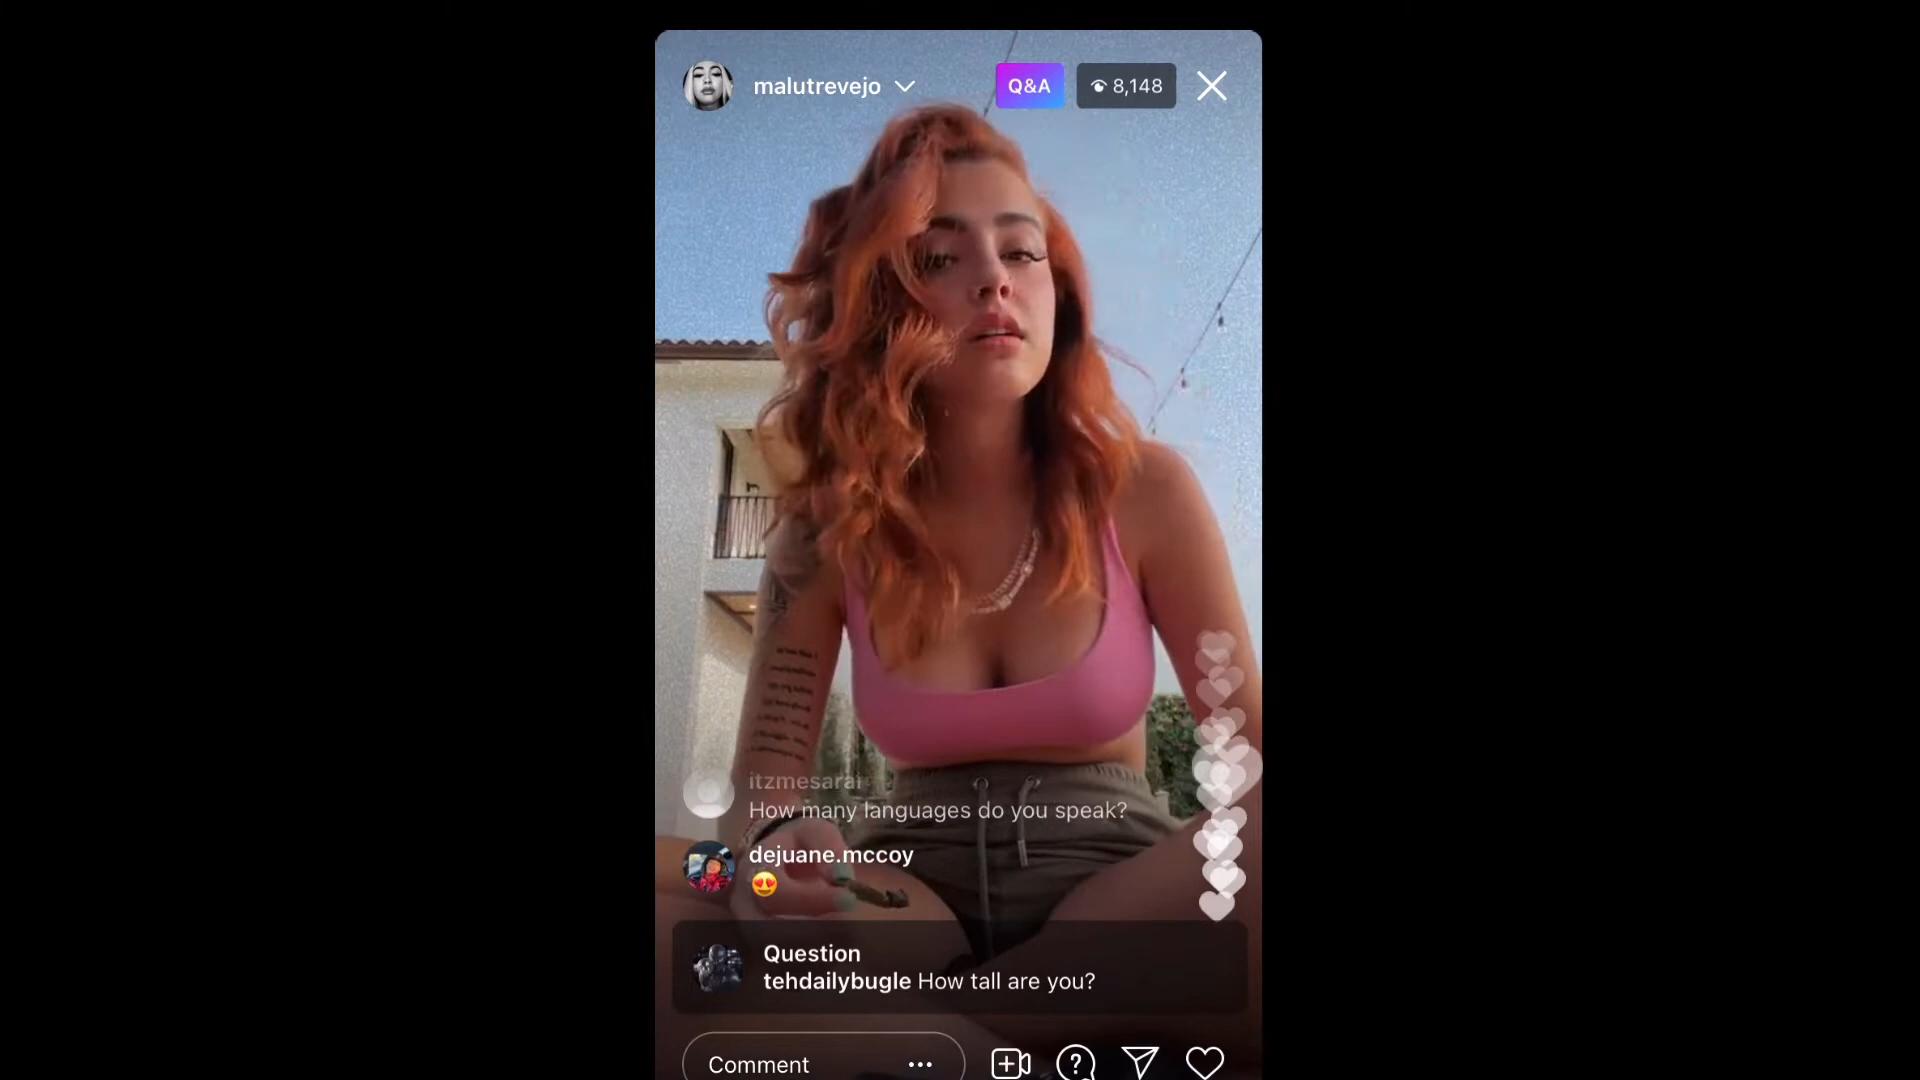 malutrevejo
Q&A
8,148
itzmesarai
How many languages do you speak?
dejuane.mccoy
😍
Question
tehdailybugle How tall are you?
Comment